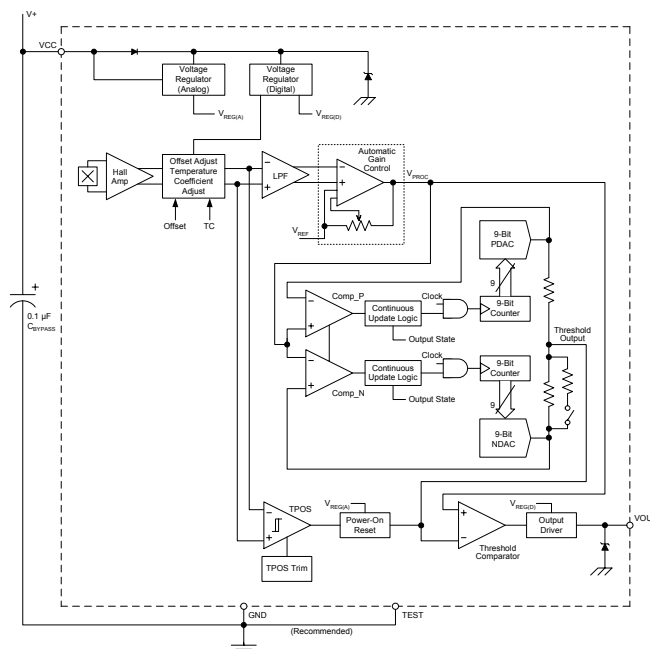 V+
VCC
Voltage
Regulator
(Analog)
Voltage
Regulator
(Digital)
VREG(A)
VREG(D)
Hall
Amp
Offset Adjust
Temperature
Coefficient
Adjust
Offset
TC
LPF
Automatic
Gain
Control
VPROC
VREF
9-Bit
PDAC
9
9-Bit
Counter
Clock
Comp_P
Continuous
Update Logic
Output State
Threshold
Output
Clock
Continuous
Update Logic
Comp_N
Output State
9-Bit
Counter
9
9-Bit
NDAC
+
0.1 µF
CBYPASS
TPOS
TPOS Trim
VREG(A)
Power-On
Reset
Threshold
Comparator
VREG(D)
Output
Driver
VOU
GND
TEST
(Recommended)